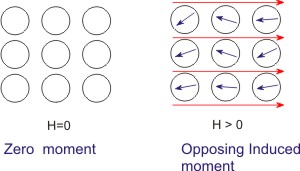 H=0
H > 0
Zero moment
Opposing Induced
moment